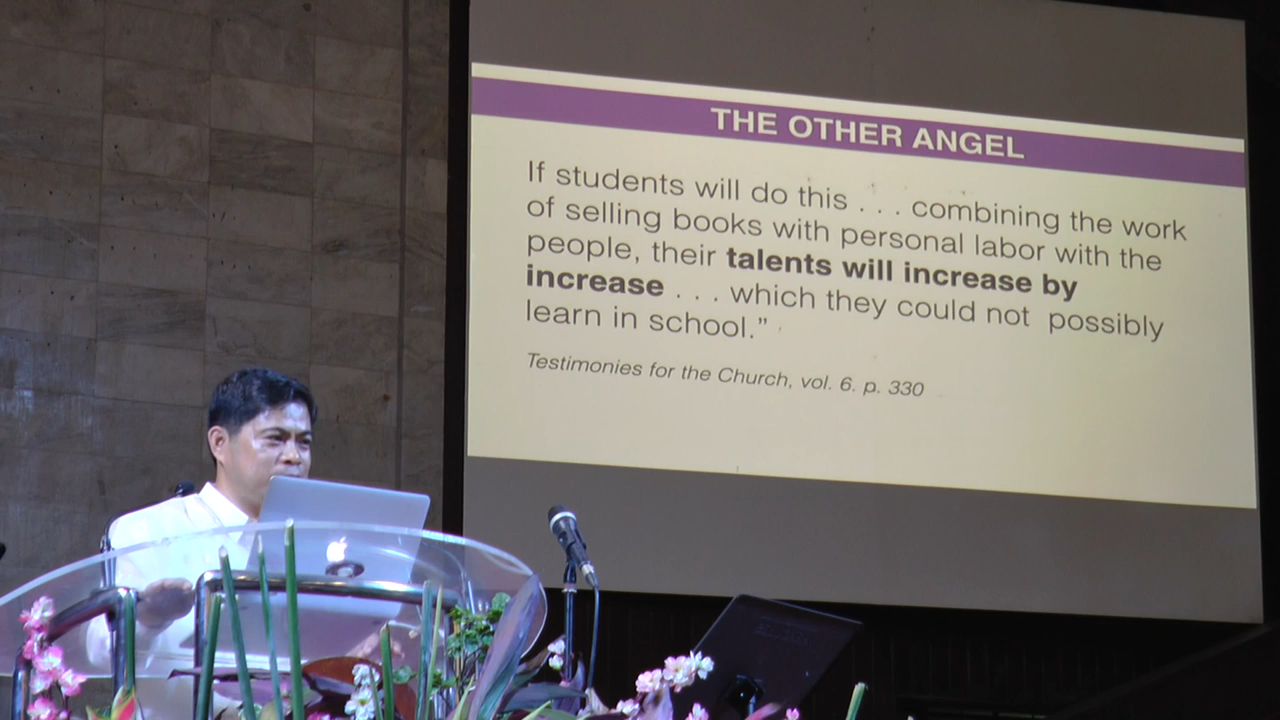 THE OTHER ANGEL
If students will do this . . . combining the work
of selling books with personal labor with the
people, their talents will increase by
increase . . . which they could not possibly
learn in school.”
Testimonies for the Church, vol. 6. p. 330